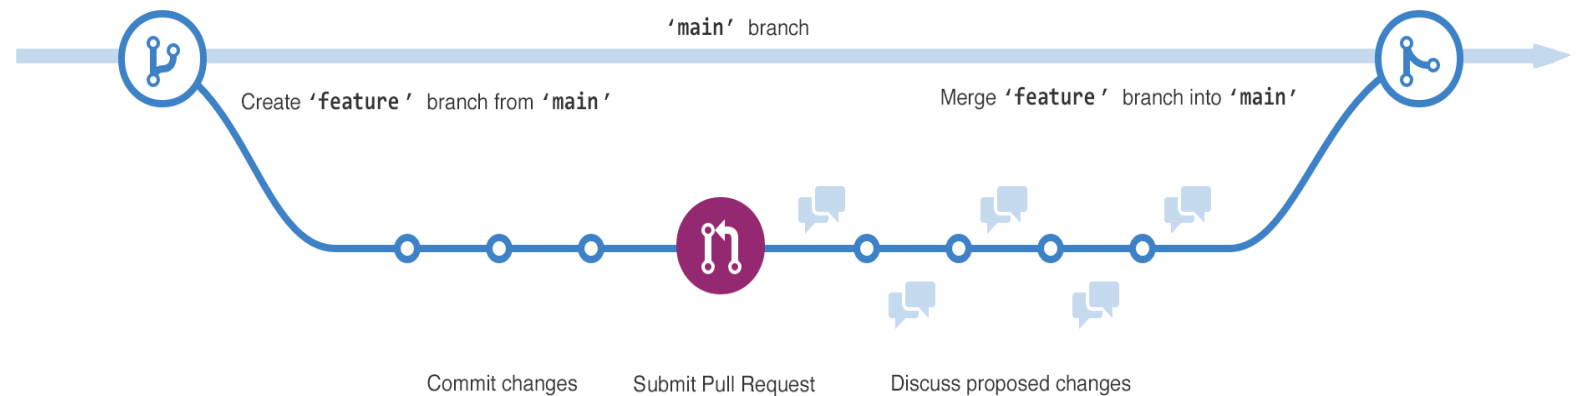 ‘main’ branch
Create ‘feature’ branch from ‘main’
Merge ‘feature’ branch into ‘main’
Commit changes
Submit Pull Request
Discuss proposed changes